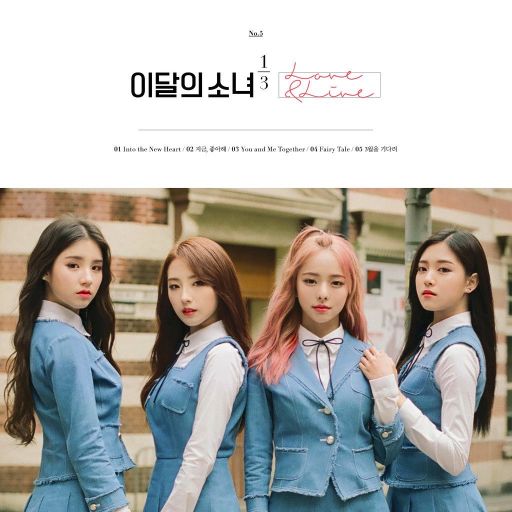 No.5
이달의 소녀 1/3
Love
&Live
01 Into the New Heart / 02 지금, 좋아해 / 03 You and Me Together / 04 Fairy Tale / 05 3월을 기다려